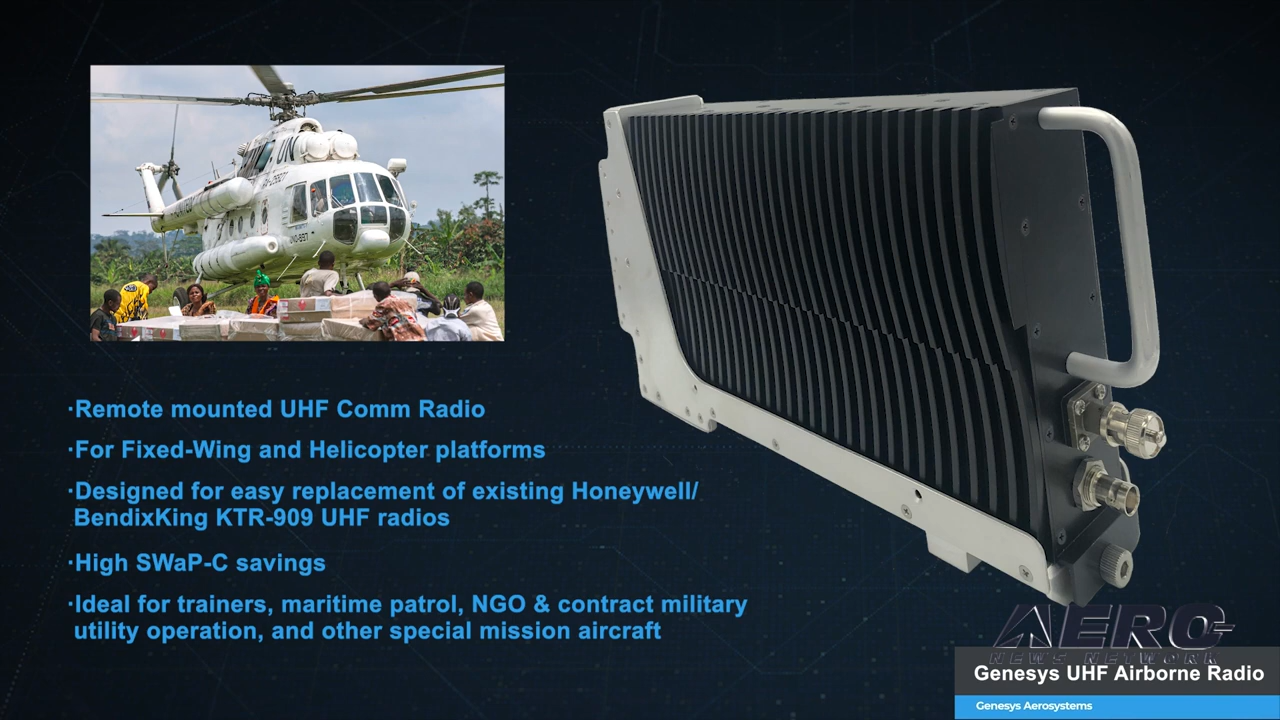 UN
UNO-897
·Remote mounted UHF Comm Radio
·For Fixed-Wing and Helicopter platforms
·Designed for easy replacement of existing Honeywell/
BendixKing KTR-909 UHF radios
·High SWaP-C savings
·Ideal for trainers, maritime patrol, NGO & contract military
utility operation, and other special mission aircraft
AERO
NEWS NETWORK
Genesys UHF Airborne Radio
Genesys Aerosystems